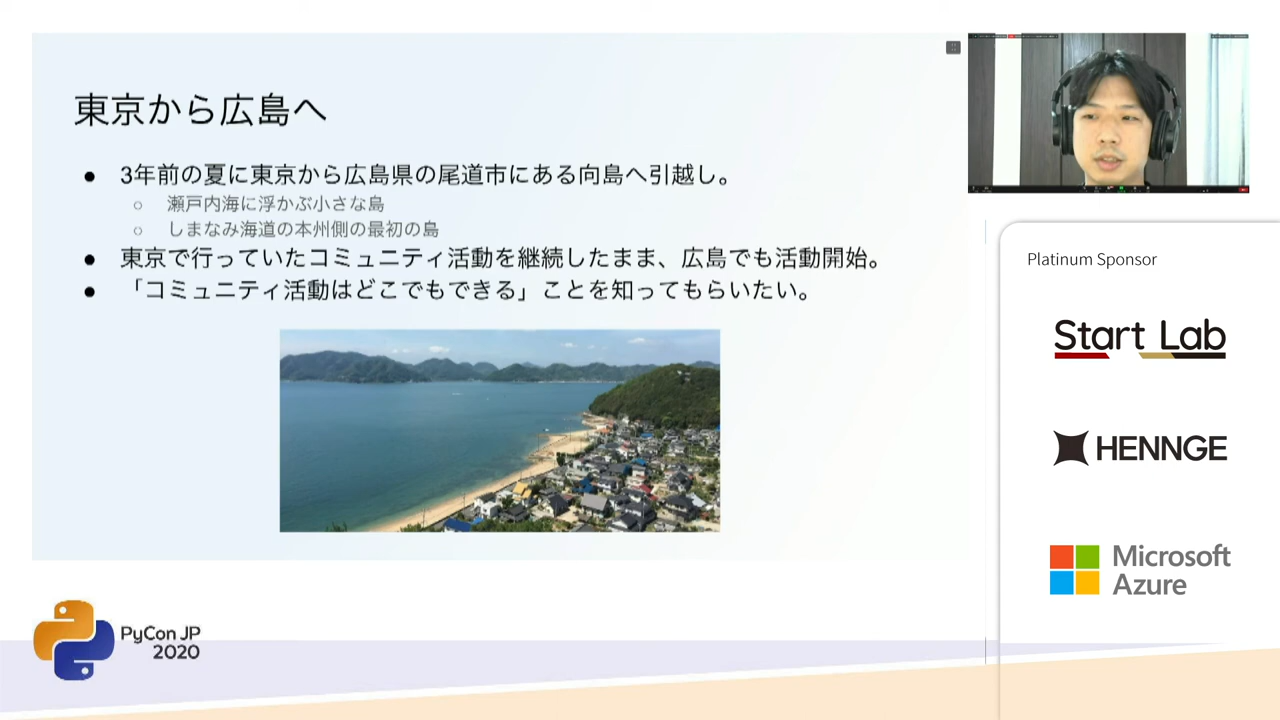 東京から広島へ
● 3年前の夏に東京から広島県の尾道市にある向島へ引越し。
○ 瀬戸内海に浮かぶ小さな島
○ しまなみ海道の本州側の最初の島
● 東京で行っていたコミュニティ活動を継続したまま、広島でも活動開始。
● 「コミュニティ活動はどこでもできる」ことを知ってもらいたい。
Platinum Sponsor
Start Lab
HENNGE
Microsoft
Azure
PyCon JP
2020